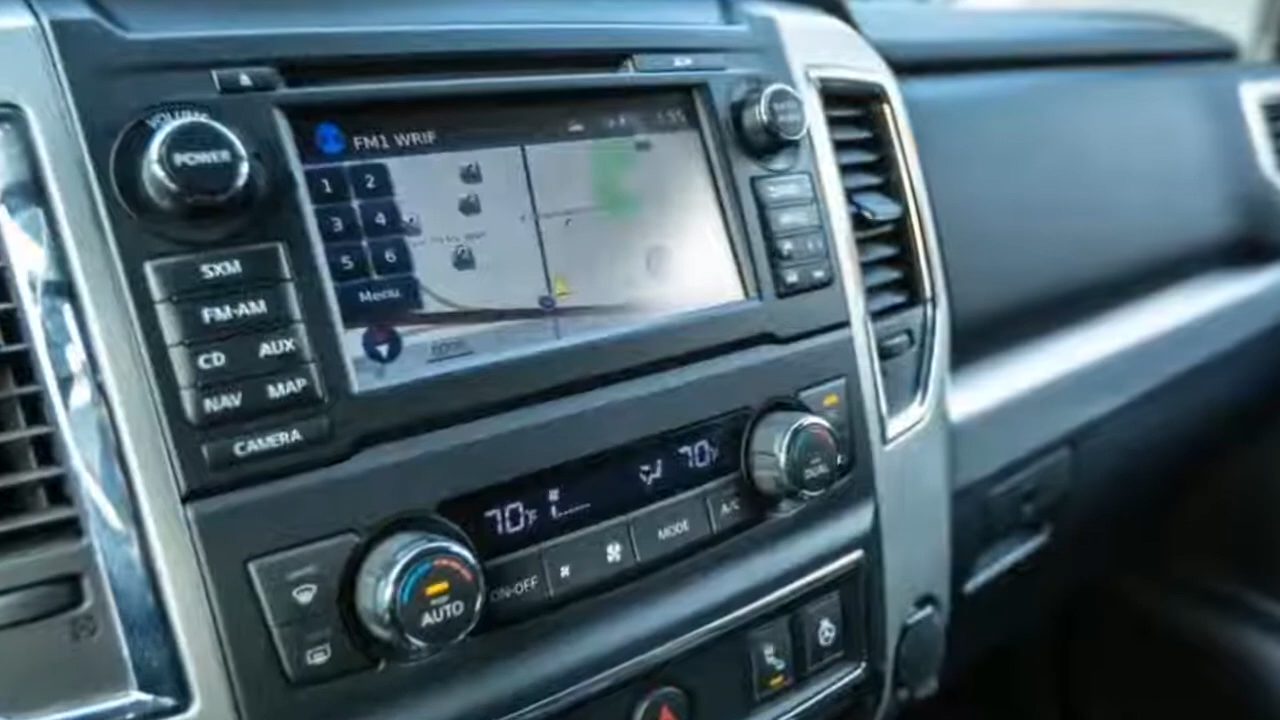 VOLUME
POWER
FM1 WRIF
1 2
3 4
5 6
Menu
SXM
FM-AM
CD AUX
NAV MAP
CAMERA
70°F
70°F
AUTO
ON-OFF
MODE
A/C
DUAL